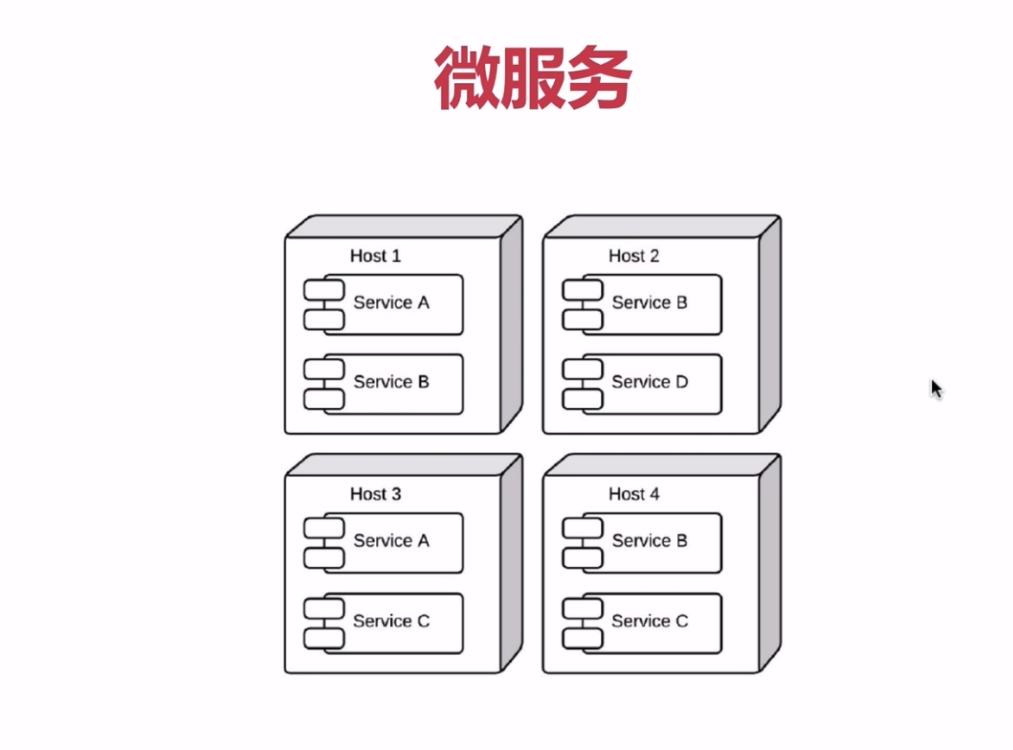 微服务
Host 1
Service A
Service B
Host 2
Service B
Service D
Host 3
Service A
Service C
Host 4
Service B
Service C